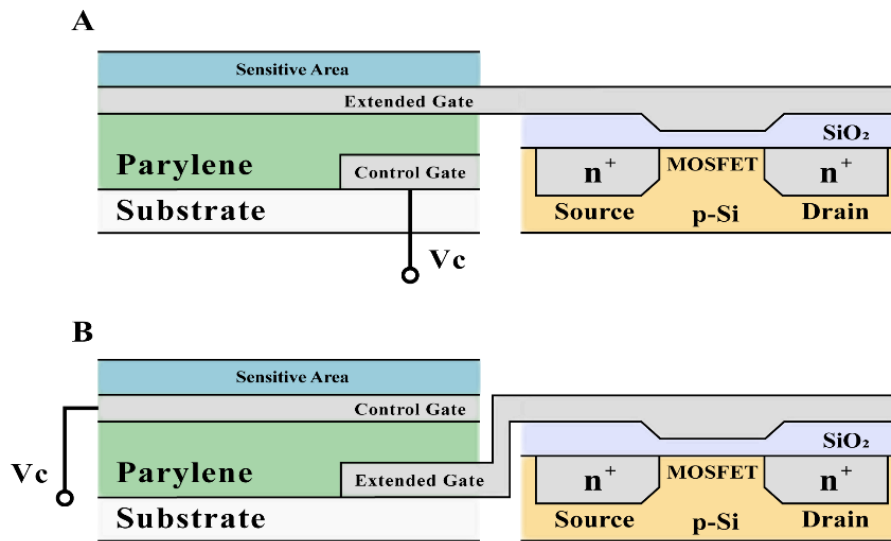 A
Sensitive Area
Extended Gate
SiO₂
Parylene
Control Gate
n⁺ MOSFET n⁺
Substrate
Source p-Si Drain
Vc
B
Sensitive Area
Control Gate
SiO₂
Vc
Parylene
Extended Gate
n⁺ MOSFET n⁺
Substrate
Source p-Si Drain